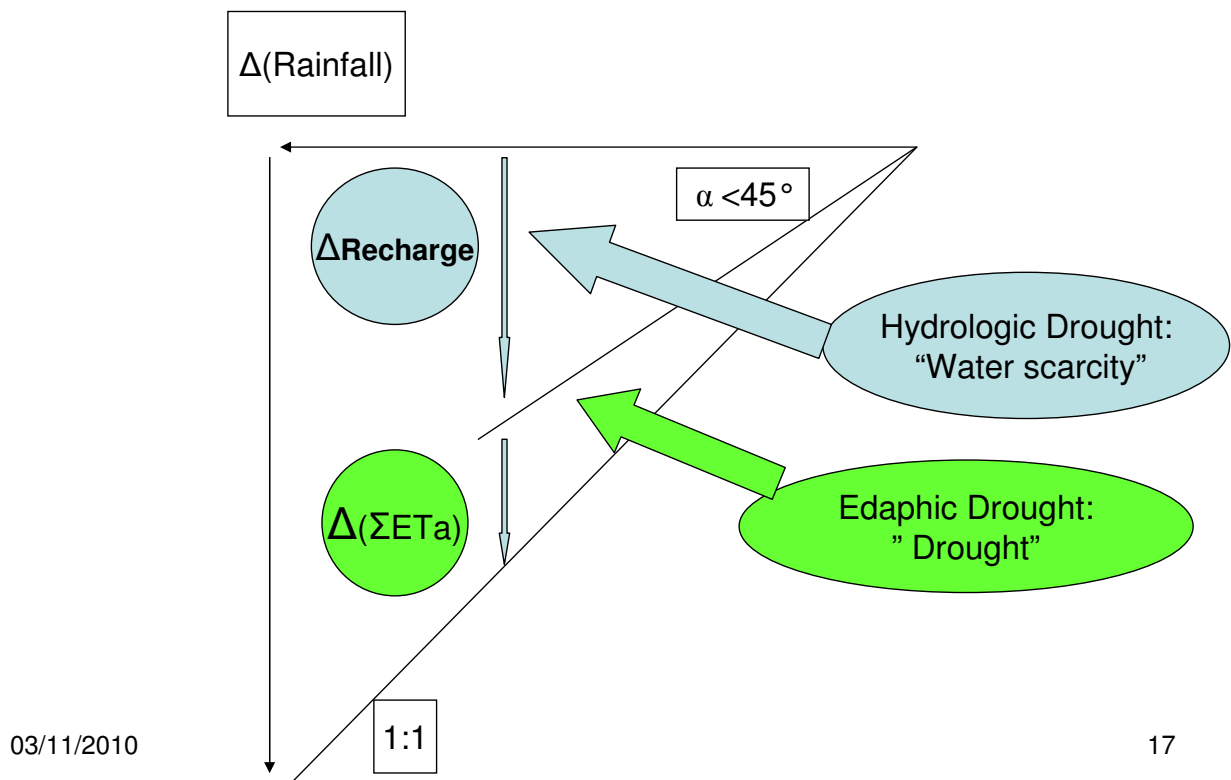 Δ(Rainfall)
α <45°
ΔRecharge
Hydrologic Drought:
“Water scarcity”
Δ(ΣETa)
Edaphic Drought:
” Drought”
1:1
03/11/2010
17